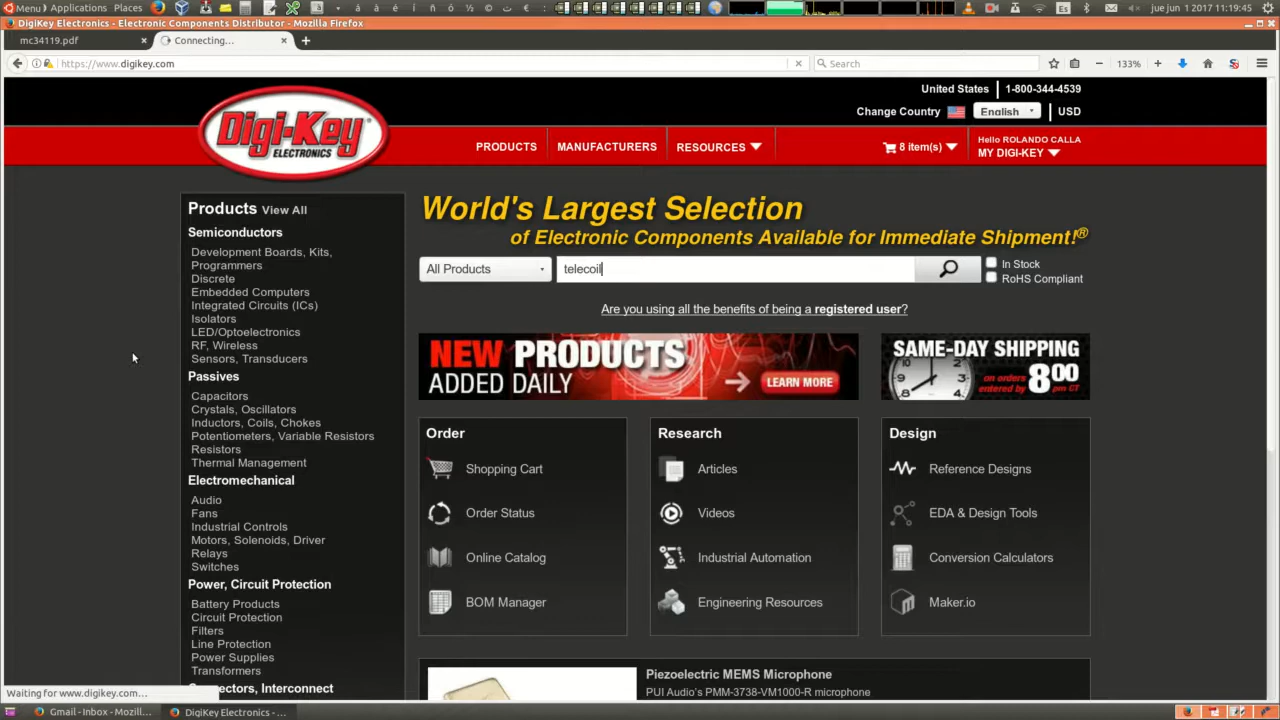 Menu Applications Places
Es
jue jun 1 2017 11:19:45
DigiKey Electronics - Electronic Components Distributor - Mozilla Firefox
mc34119.pdf
Connecting...
https://www.digikey.com
Search
133%
United States
1-800-344-4539
Change Country
English
USD
Digi-Key
ELECTRONICS
PRODUCTS
MANUFACTURERS
RESOURCES
8 item(s)
Hello ROLANDO CALLA
MY DIGI-KEY
Products View All
Semiconductors
Development Boards, Kits,
Programmers
Discrete
Embedded Computers
Integrated Circuits (ICs)
Isolators
LED/Optoelectronics
RF, Wireless
Sensors, Transducers
Passives
Capacitors
Crystals, Oscillators
Inductors, Coils, Chokes
Potentiometers, Variable Resistors
Resistors
Thermal Management
Electromechanical
Audio
Fans
Industrial Controls
Motors, Solenoids, Driver
Relays
Switches
Power, Circuit Protection
Battery Products
Circuit Protection
Filters
Line Protection
Power Supplies
Transformers
Connectors, Interconnect
World's Largest Selection
of Electronic Components Available for Immediate Shipment!®
All Products
telecoil
In Stock
RoHS Compliant
Are you using all the benefits of being a registered user?
NEW PRODUCTS
ADDED DAILY
LEARN MORE
SAME-DAY SHIPPING
on orders
entered by
8:00
pm CT
Order
Shopping Cart
Order Status
Online Catalog
BOM Manager
Research
Articles
Videos
Industrial Automation
Engineering Resources
Design
Reference Designs
EDA & Design Tools
Conversion Calculators
Maker.io
Piezoelectric MEMS Microphone
PUI Audio's PMM-3738-VM1000-R microphone
Waiting for www.digikey.com...
Gmail - Inbox - Mozill...
DigiKey Electronics - ...